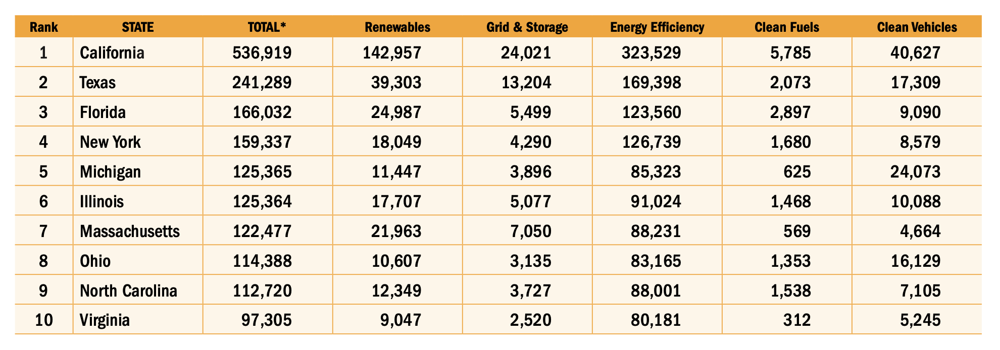 Rank STATE TOTAL* Renewables Grid & Storage Energy Efficiency Clean Fuels Clean Vehicles
1 California 536,919 142,957 24,021 323,529 5,785 40,627
2 Texas 241,289 39,303 13,204 169,398 2,073 17,309
3 Florida 166,032 24,987 5,499 123,560 2,897 9,090
4 New York 159,337 18,049 4,290 126,739 1,680 8,579
5 Michigan 125,365 11,447 3,896 85,323 625 24,073
6 Illinois 125,364 17,707 5,077 91,024 1,468 10,088
7 Massachusetts 122,477 21,963 7,050 88,231 569 4,664
8 Ohio 114,388 10,607 3,135 83,165 1,353 16,129
9 North Carolina 112,720 12,349 3,727 88,001 1,538 7,105
10 Virginia 97,305 9,047 2,520 80,181 312 5,245